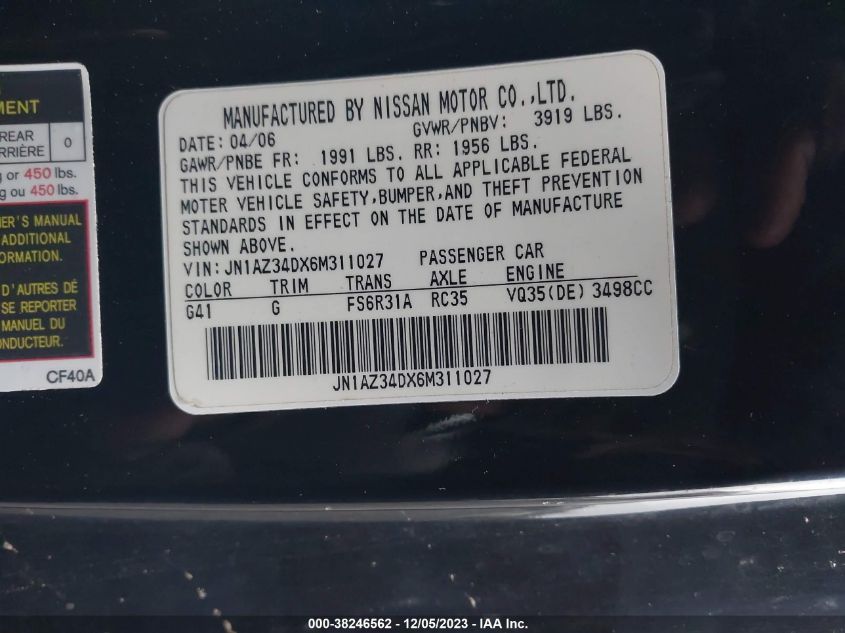 MENT
REAR
RRIÈRE
0
g or 450 lbs.
g ou 450 lbs.
ER'S MANUAL
ADDITIONAL
ORMATION.
D'AUTRES DÉ
SE REPORTER
MANUEL DU
ONDUCTEUR.
CF40A
MANUFACTURED BY NISSAN MOTOR CO.,LTD.
DATE: 04/06 GVWR/PNBV: 3919 LBS.
GAWR/PNBE FR: 1991 LBS. RR: 1956 LBS.
THIS VEHICLE CONFORMS TO ALL APPLICABLE FEDERAL
MOTER VEHICLE SAFETY,BUMPER,AND THEFT PREVENTION
STANDARDS IN EFFECT ON THE DATE OF MANUFACTURE
SHOWN ABOVE.
VIN:JN1AZ34DX6M311027 PASSENGER CAR
COLOR TRIM TRANS AXLE ENGINE
G41 G FS6R31A RC35 VQ35(DE) 3498CC
JN1AZ34DX6M311027
000-38246562 - 12/05/2023 - IAA Inc.